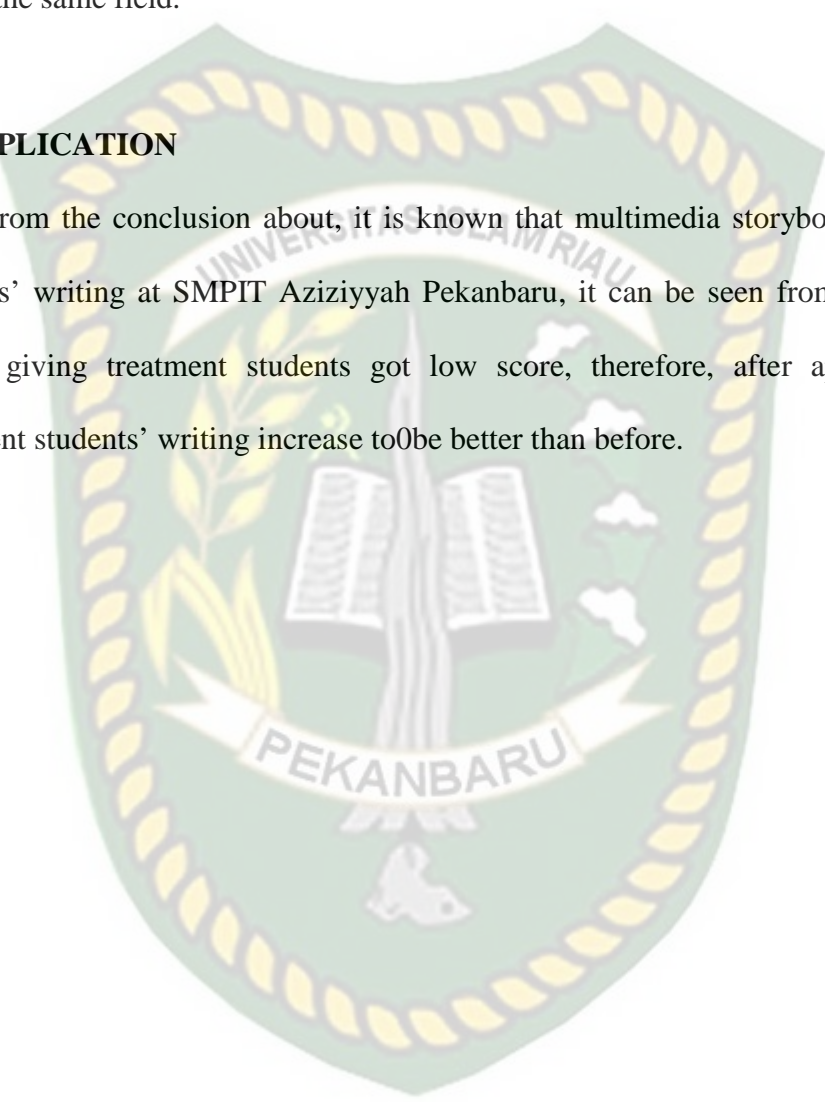 the same field.
PLICATION
rom the conclusion about, it is known that multimedia storybo
s’ writing at SMPIT Aziziyyah Pekanbaru, it can be seen from
giving treatment students got low score, therefore, after a
nt students’ writing increase to0be better than before.
UNIVERSITAS ISLAM RIAU
PEKANBARU